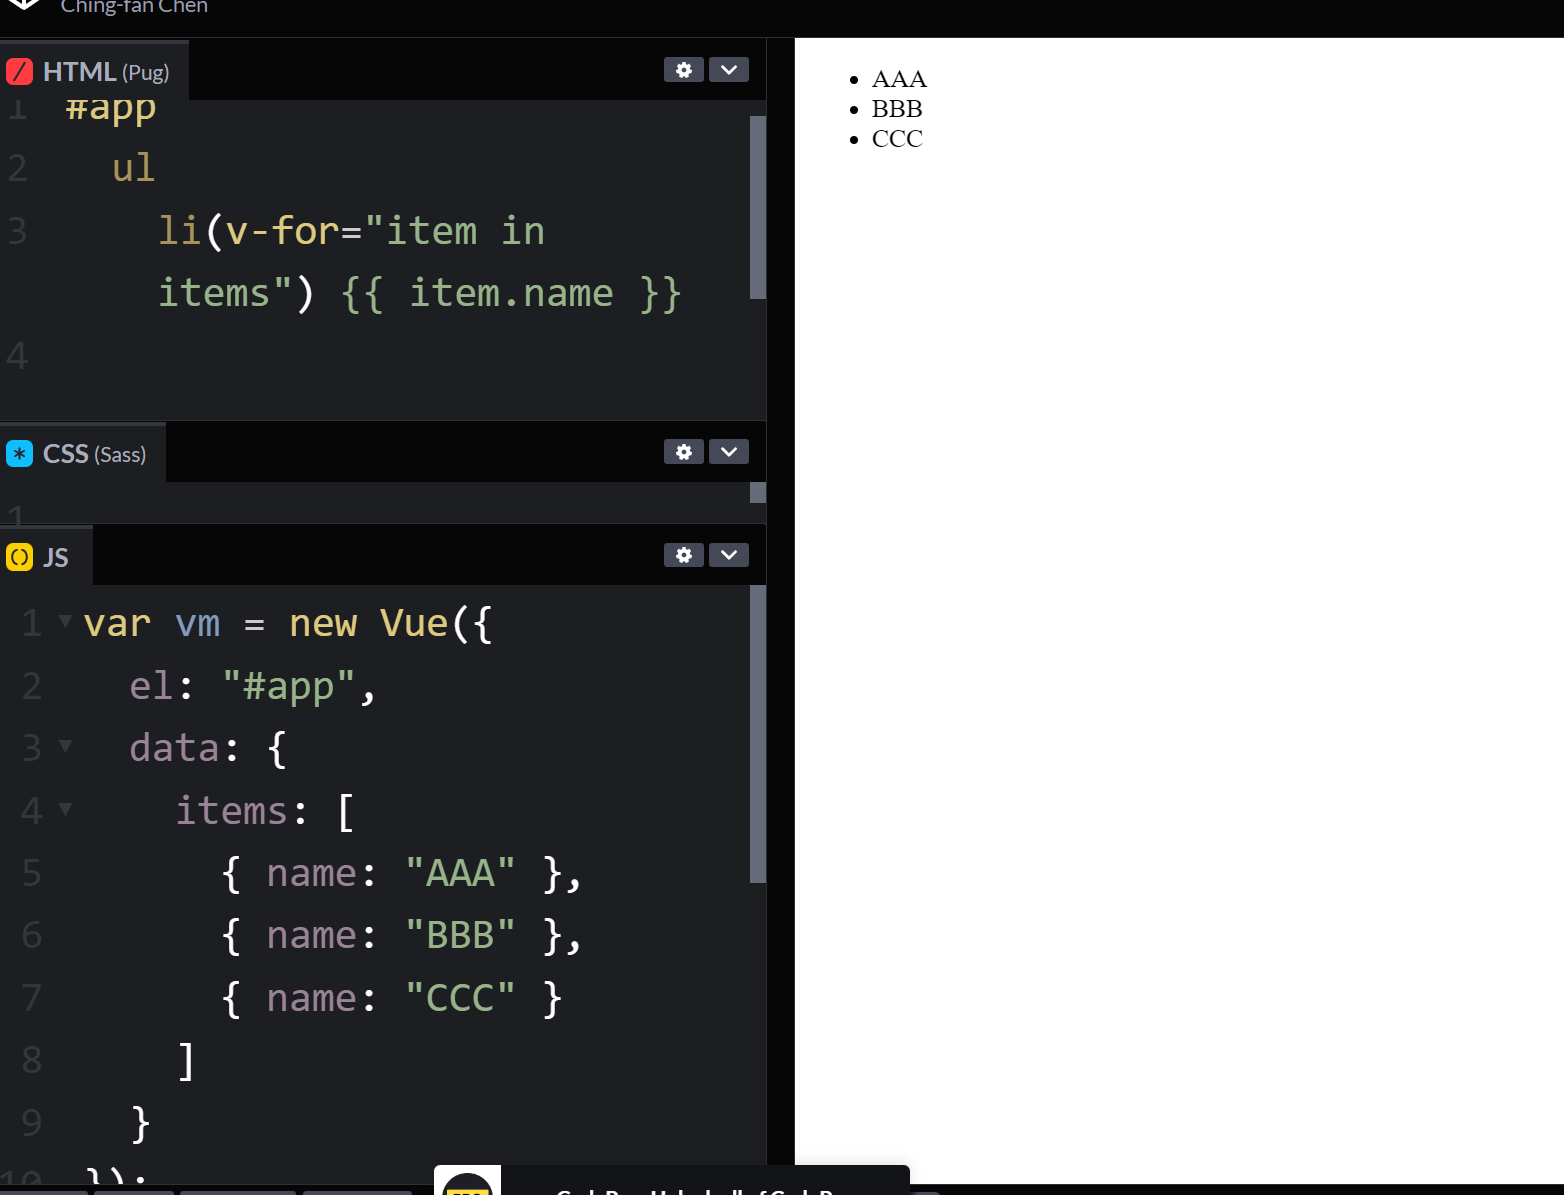 Ching-fan Chen
HTML (Pug)
1 #app
2 ul
3 li(v-for="item in
items") {{ item.name }}
4
CSS (Sass)
1
JS
1 var vm = new Vue({
2 el: "#app",
3 data: {
4 items: [
5 { name: "AAA" },
6 { name: "BBB" },
7 { name: "CCC" }
8 ]
9 }
10 });
AAA
BBB
CCC